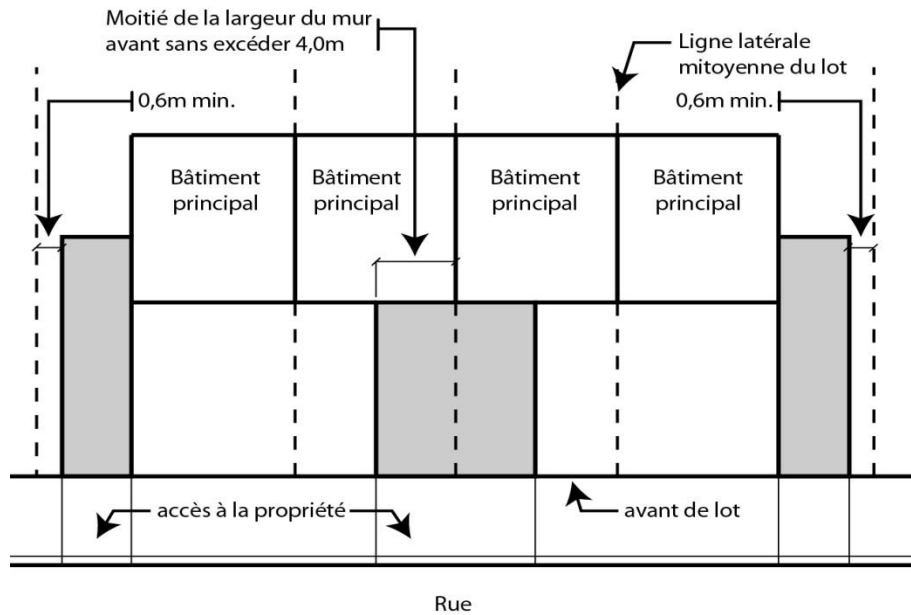 Moitié de la largeur du mur
avant sans excéder 4,0m
Ligne latérale
mitoyenne du lot
0,6m min.
0,6m min.
Bâtiment
principal
Bâtiment
principal
Bâtiment
principal
Bâtiment
principal
accès à la propriété
avant de lot
Rue